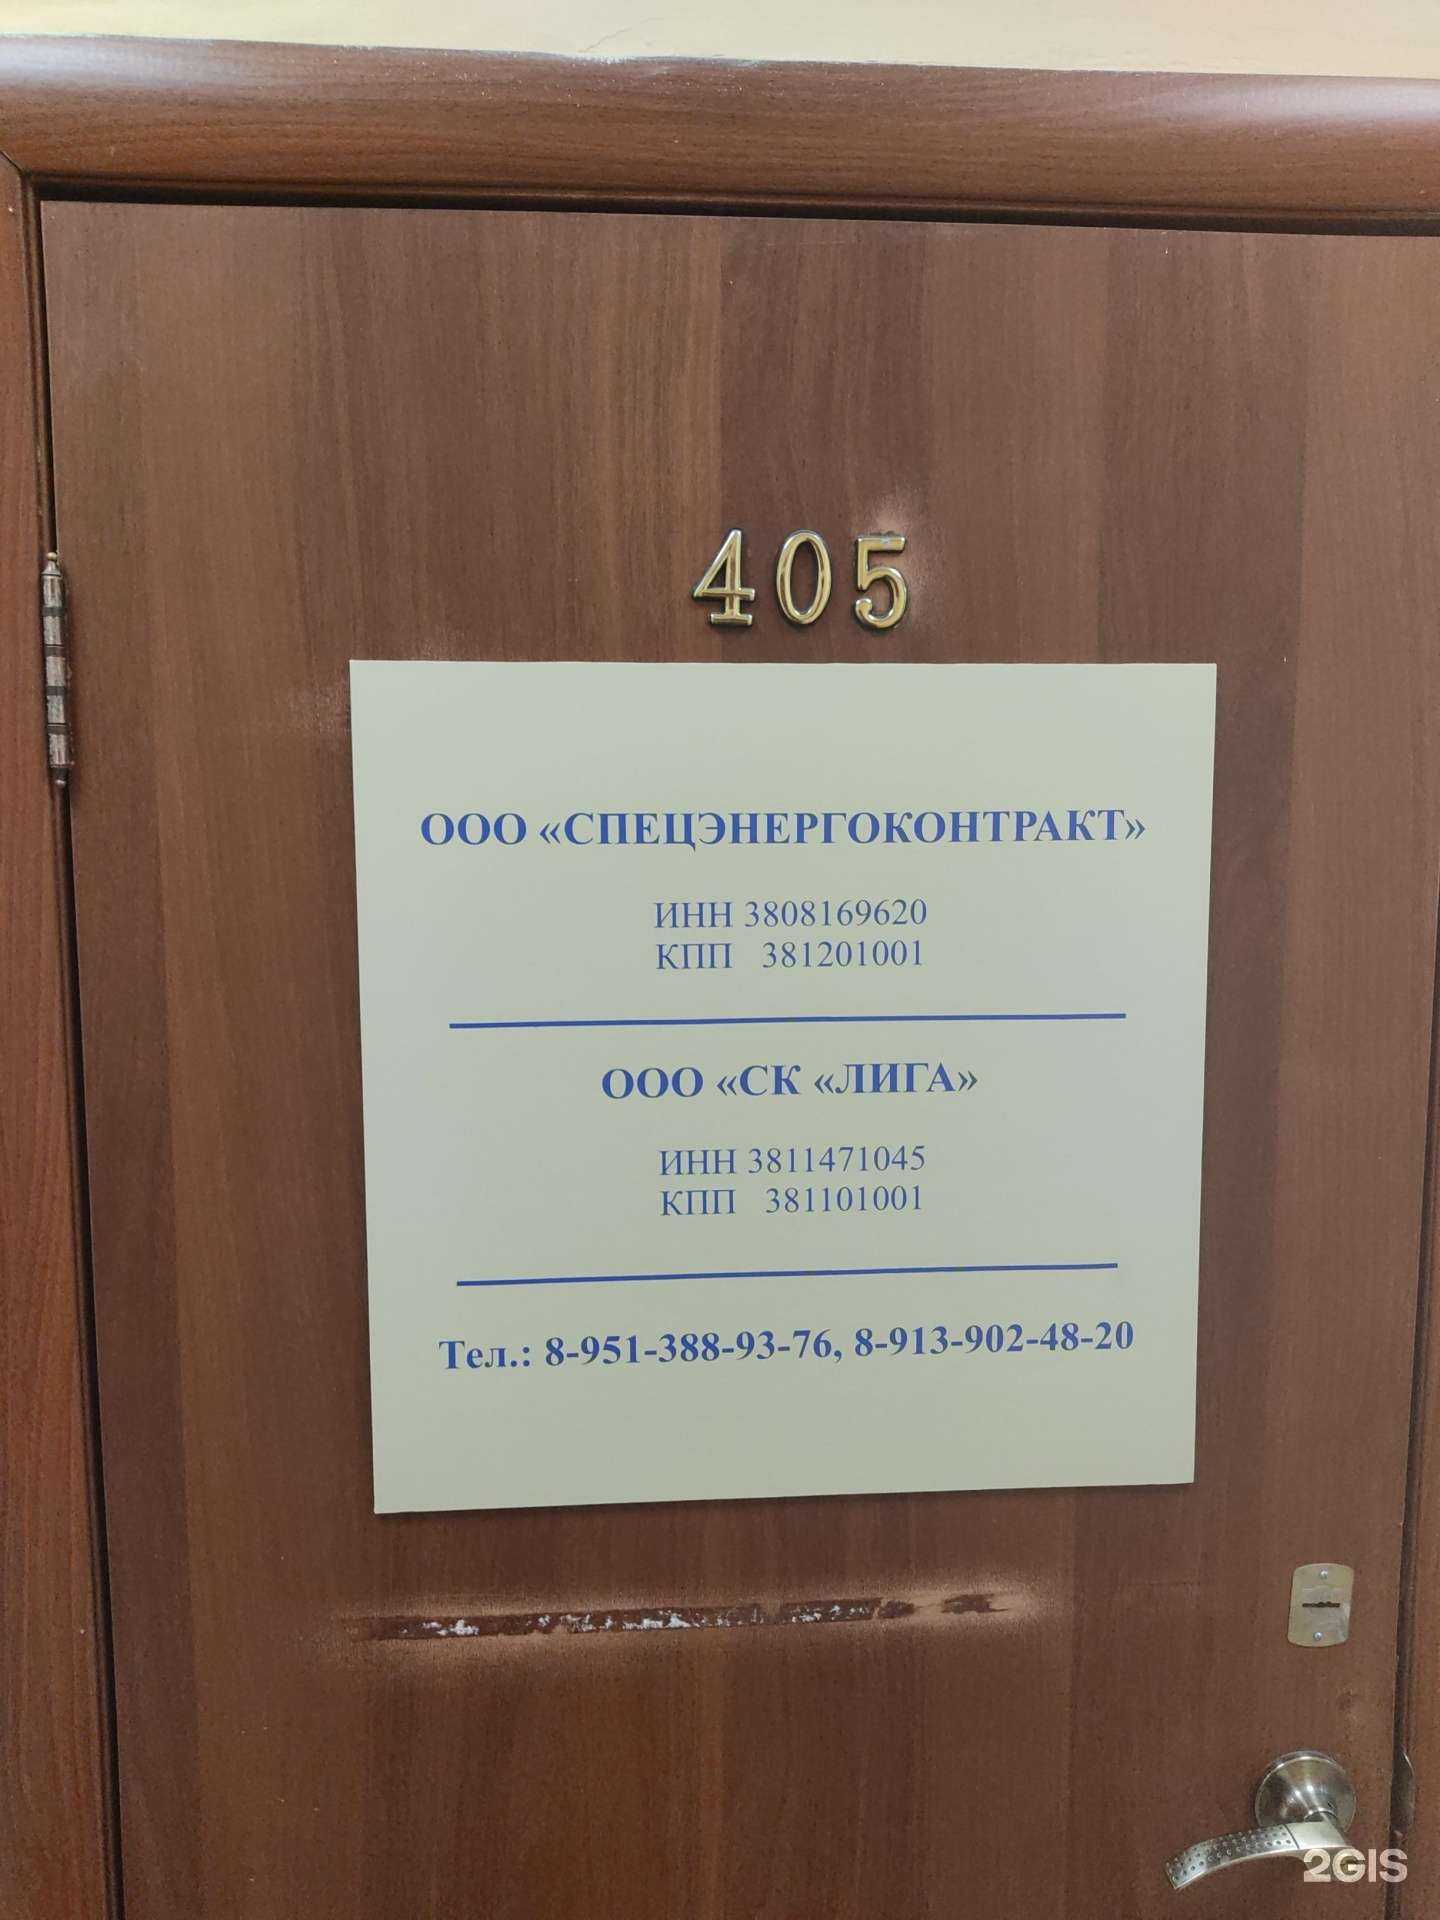 405
ООО «СПЕЦЭНЕРГОКОНТРАКТ»
ИНН 3808169620
КПП 381201001
ООО «СК «ЛИГА»
ИНН 3811471045
КПП 381101001
Тел.: 8-951-388-93-76, 8-913-902-48-20
2GIS